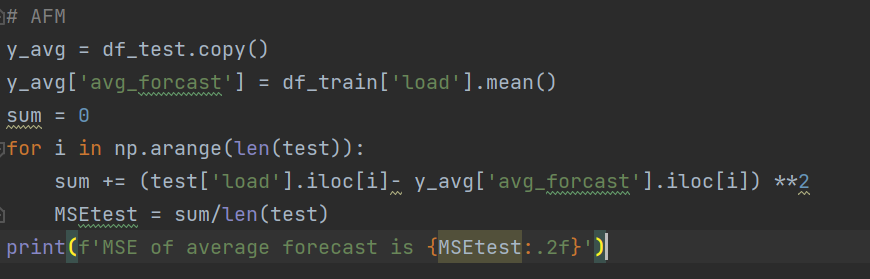 # AFM
y_avg = df_test.copy()
y_avg['avg_forcast'] = df_train['load'].mean()
sum = 0
for i in np.arange(len(test)):
    sum += (test['load'].iloc[i]- y_avg['avg_forcast'].iloc[i]) **2
    MSEtest = sum/len(test)
print(f'MSE of average forecast is {MSEtest:.2f}')